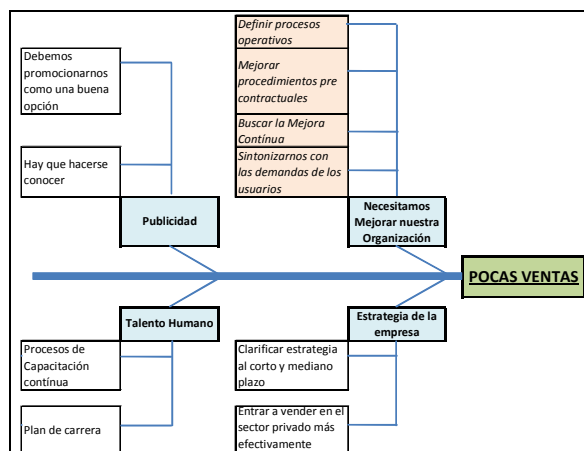 Debemos
promocionarnos
como una buena
opción
Hay que hacerse
conocer
Publicidad
Definir procesos
operativos
Mejorar
procedimientos pre
contractuales
Buscar la Mejora
Contínua
Sintonizarnos con
las demandas de los
usuarios
Necesitamos
Mejorar nuestra
Organización
POCAS VENTAS
Talento Humano
Procesos de
Capacitación
contínua
Plan de carrera
Estrategia de la
empresa
Clarificar estrategia
al corto y mediano
plazo
Entrar a vender en el
sector privado más
efectivamente